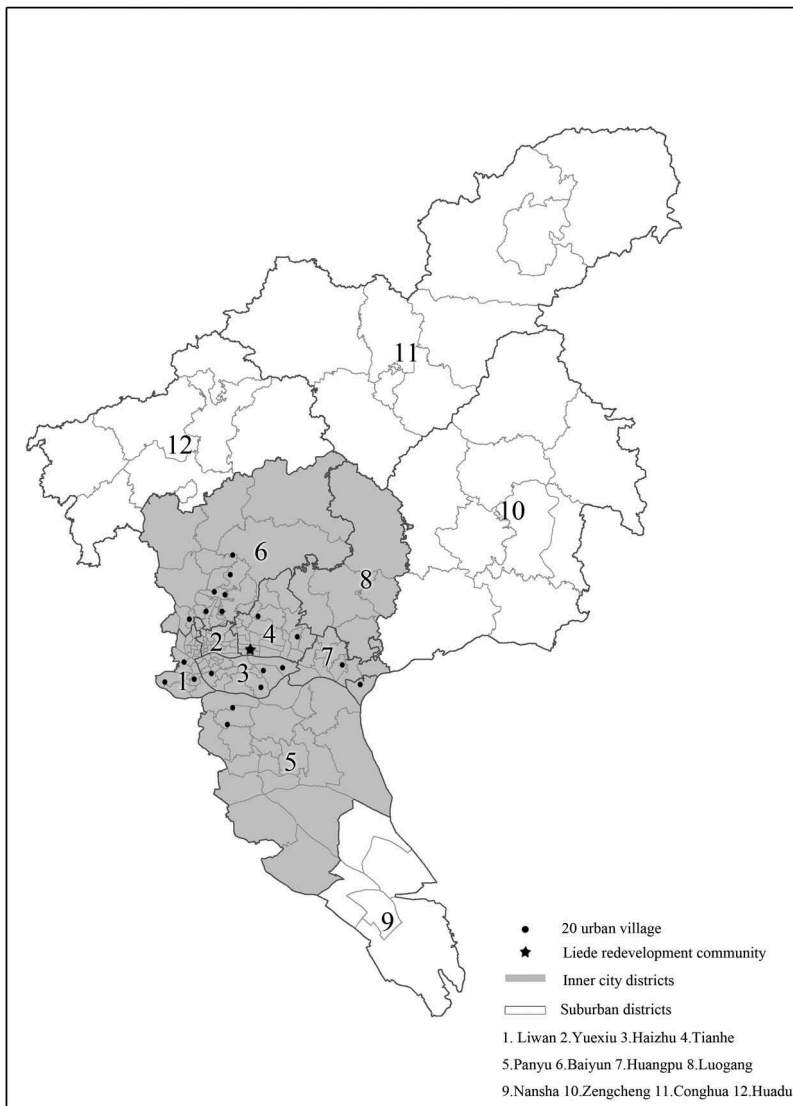 11
12
10
6
8
4
2
7
3
1
5
9
20 urban village
Liede redevelopment community
Inner city districts
Suburban districts
1. Liwan 2.Yuexiu 3.Haizhu 4.Tianhe
5.Panyu 6.Baiyun 7.Huangpu 8.Luogang
9.Nansha 10.Zengcheng 11.Conghua 12.Huadu